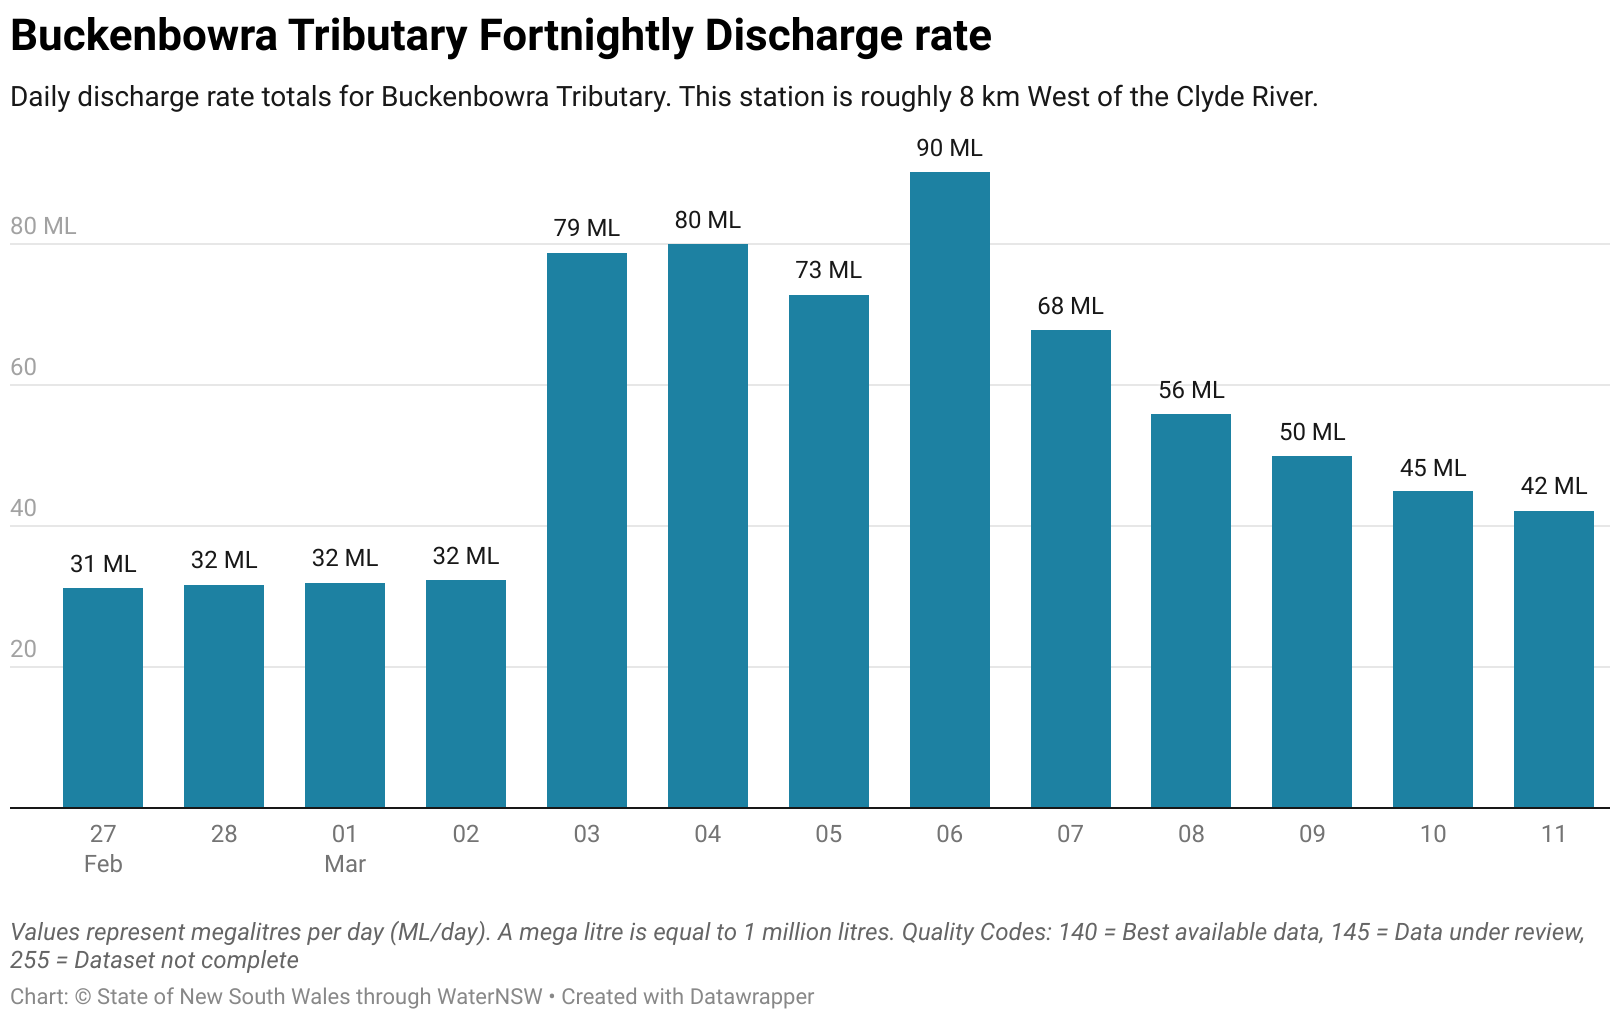 Buckenbowra Tributary Fortnightly Discharge rate
Daily discharge rate totals for Buckenbowra Tributary. This station is roughly 8 km West of the Clyde River.
90 ML
80 ML
79 ML
80 ML
73 ML
68 ML
60
56 ML
50 ML
45 ML
42 ML
40
31 ML
32 ML
32 ML
32 ML
20
27 28 01 02 03 04 05 06 07 08 09 10 11
Feb Mar
Values represent megalitres per day (ML/day). A mega litre is equal to 1 million litres. Quality Codes: 140 = Best available data, 145 = Data under review,
255 = Dataset not complete
Chart: © State of New South Wales through WaterNSW • Created with Datawrapper